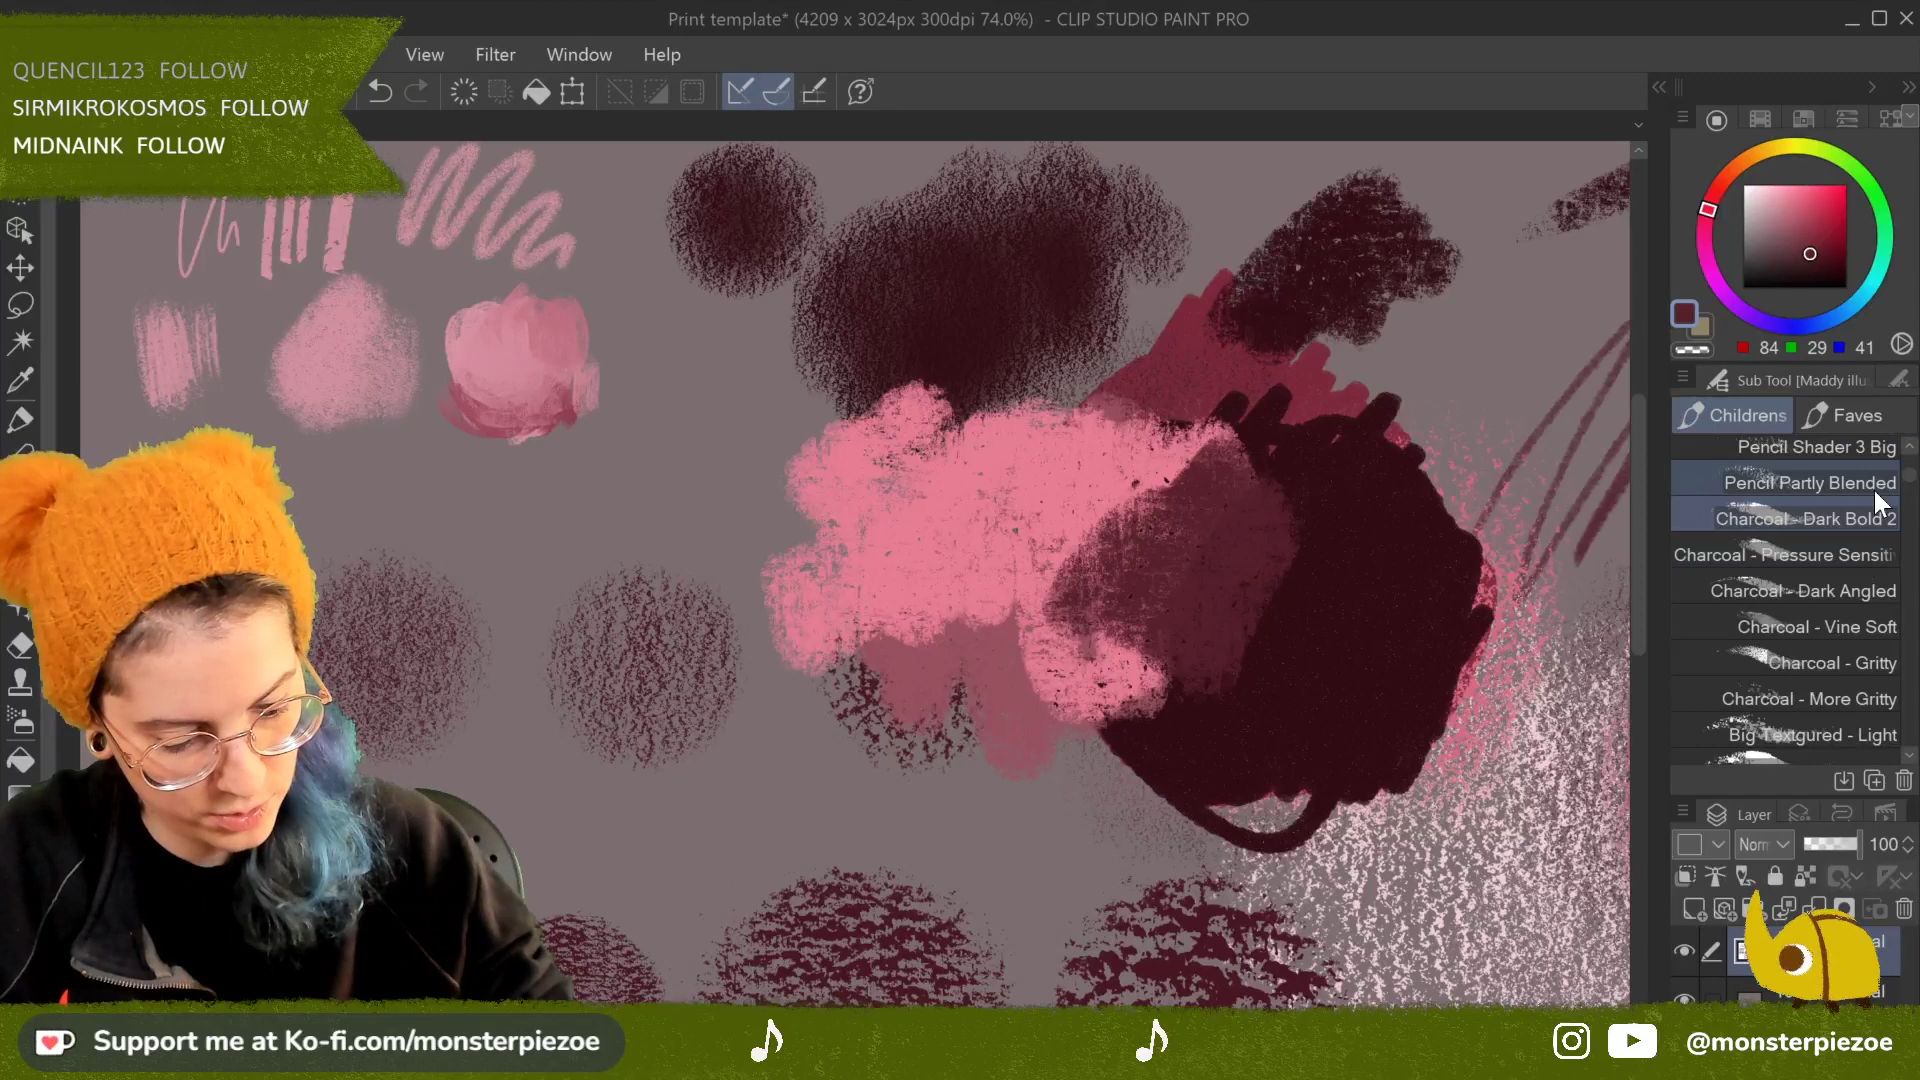 Print template* (4209 x 3024px 300dpi 74.0%) - CLIP STUDIO PAINT PRO
QUENCIL123 FOLLOW
SIRMIKROKOSMOS FOLLOW
MIDNAINK FOLLOW
View Filter Window Help
84 29 41
Sub Tool [Maddy illu
Childrens Faves
Pencil Shader 3 Big
Pencil Partly Blended
Charcoal - Dark Bold 2
Charcoal - Pressure Sensiti
Charcoal - Dark Angled
Charcoal - Vine Soft
Charcoal - Gritty
Charcoal - More Gritty
Big Textgured - Light
Layer
Norr 100
al
al
Support me at Ko-fi.com/monsterpiezoe
@monsterpiezoe